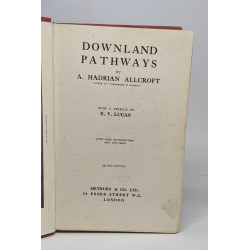 DOWNLAND
PATHWAYS
BY
A. HADRIAN ALLCROFT
WITH A PREFACE BY
E. V. LUCAS
SECOND EDITION
METHUEN & CO. LTD.
36 ESSEX STREET W.C.
LONDON